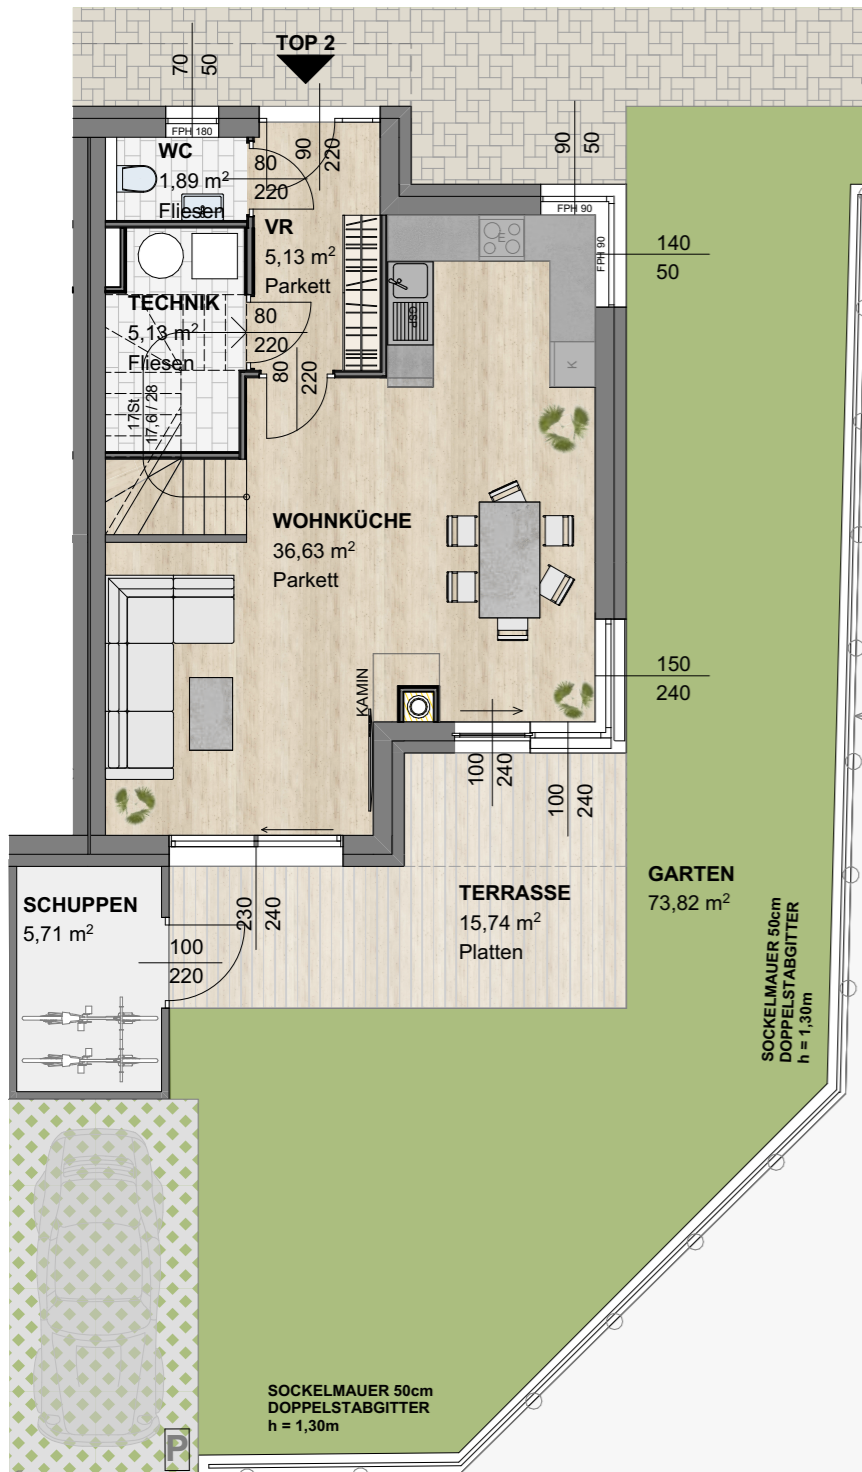 TOP 2
70
50
FPH 180
WC
1,89 m²
Fliesen
80
220
90
220
90
50
FPH 90
FPH 90
140
50
VR
5,13 m²
Parkett
E
GSP
K
TECHNIK
5,13 m²
Fliesen
80
220
80
220
17St
17,6 / 28
WOHNKÜCHE
36,63 m²
Parkett
KAMIN
150
240
100
240
100
240
SCHUPPEN
5,71 m²
100
220
230
240
TERRASSE
15,74 m²
Platten
GARTEN
73,82 m²
SOCKELMAUER 50cm
DOPPELSTABGITTER
h = 1,30m
SOCKELMAUER 50cm
DOPPELSTABGITTER
h = 1,30m
P